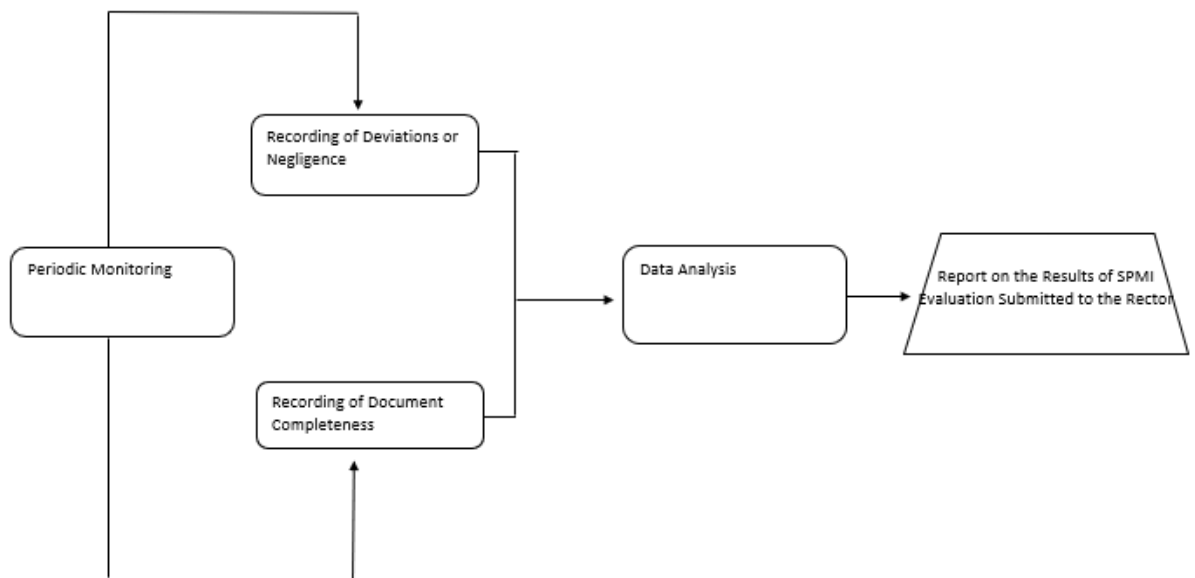 Recording of Deviations or
Negligence
Periodic Monitoring
Data Analysis
Report on the Results of SPMI
Evaluation Submitted to the Rector
Recording of Document
Completeness